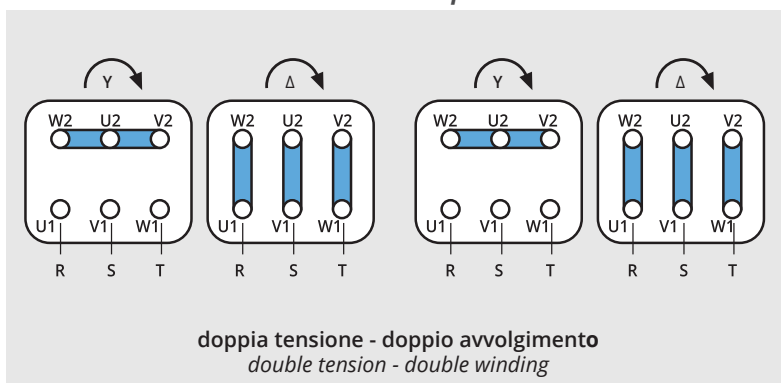 Y Δ Y Δ
W2 U2 V2 W2 U2 V2 W2 U2 V2 W2 U2 V2
U1 V1 W1 U1 V1 W1 U1 V1 W1 U1 V1 W1
R S T R S T R S T R S T
doppia tensione - doppio avvolgimento
double tension - double winding